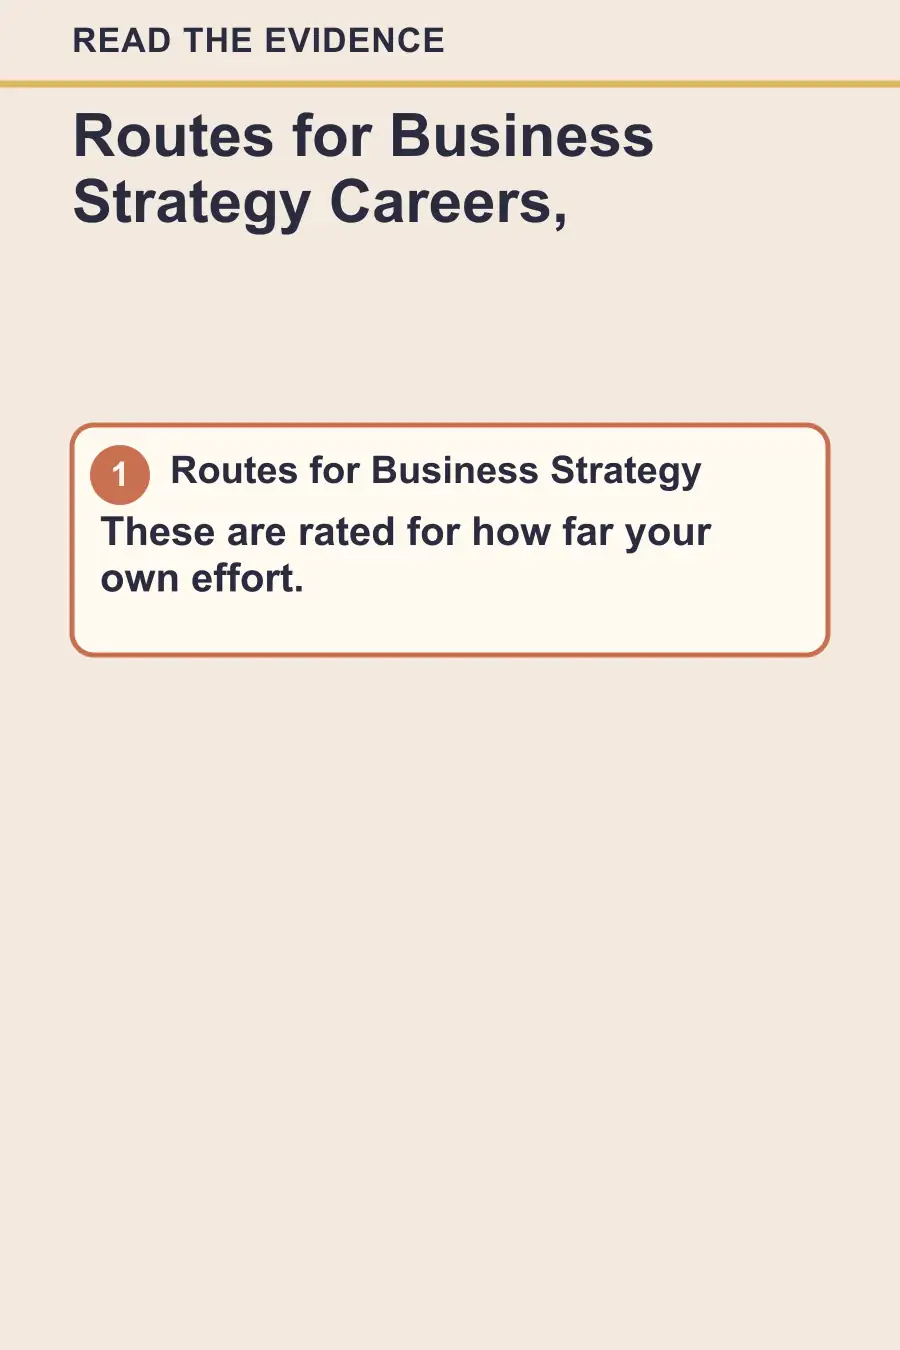 READ THE EVIDENCE
Routes for Business
Strategy Careers,
1 Routes for Business Strategy
These are rated for how far your
own effort.